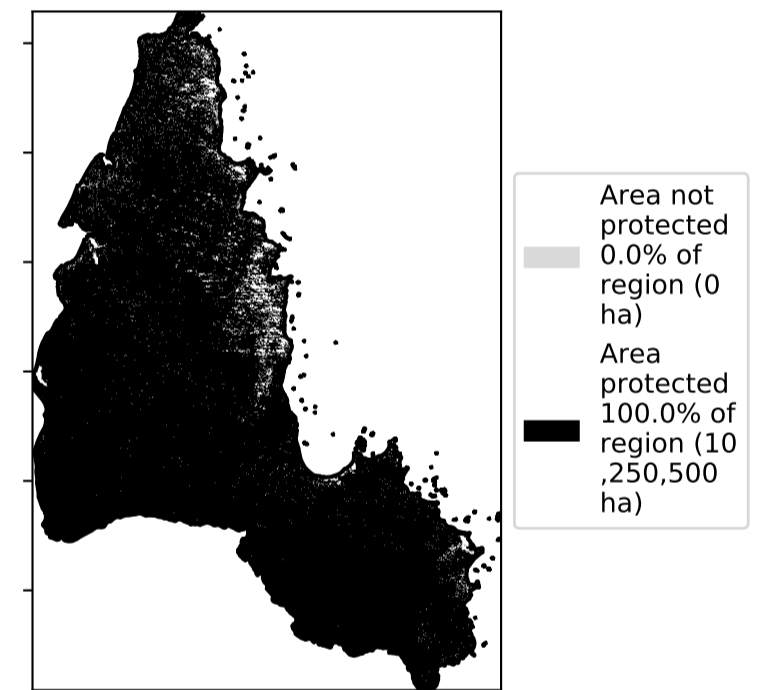 Area not
protected
0.0% of
region (0
ha)
Area
protected
100.0% of
region (10
,250,500
ha)